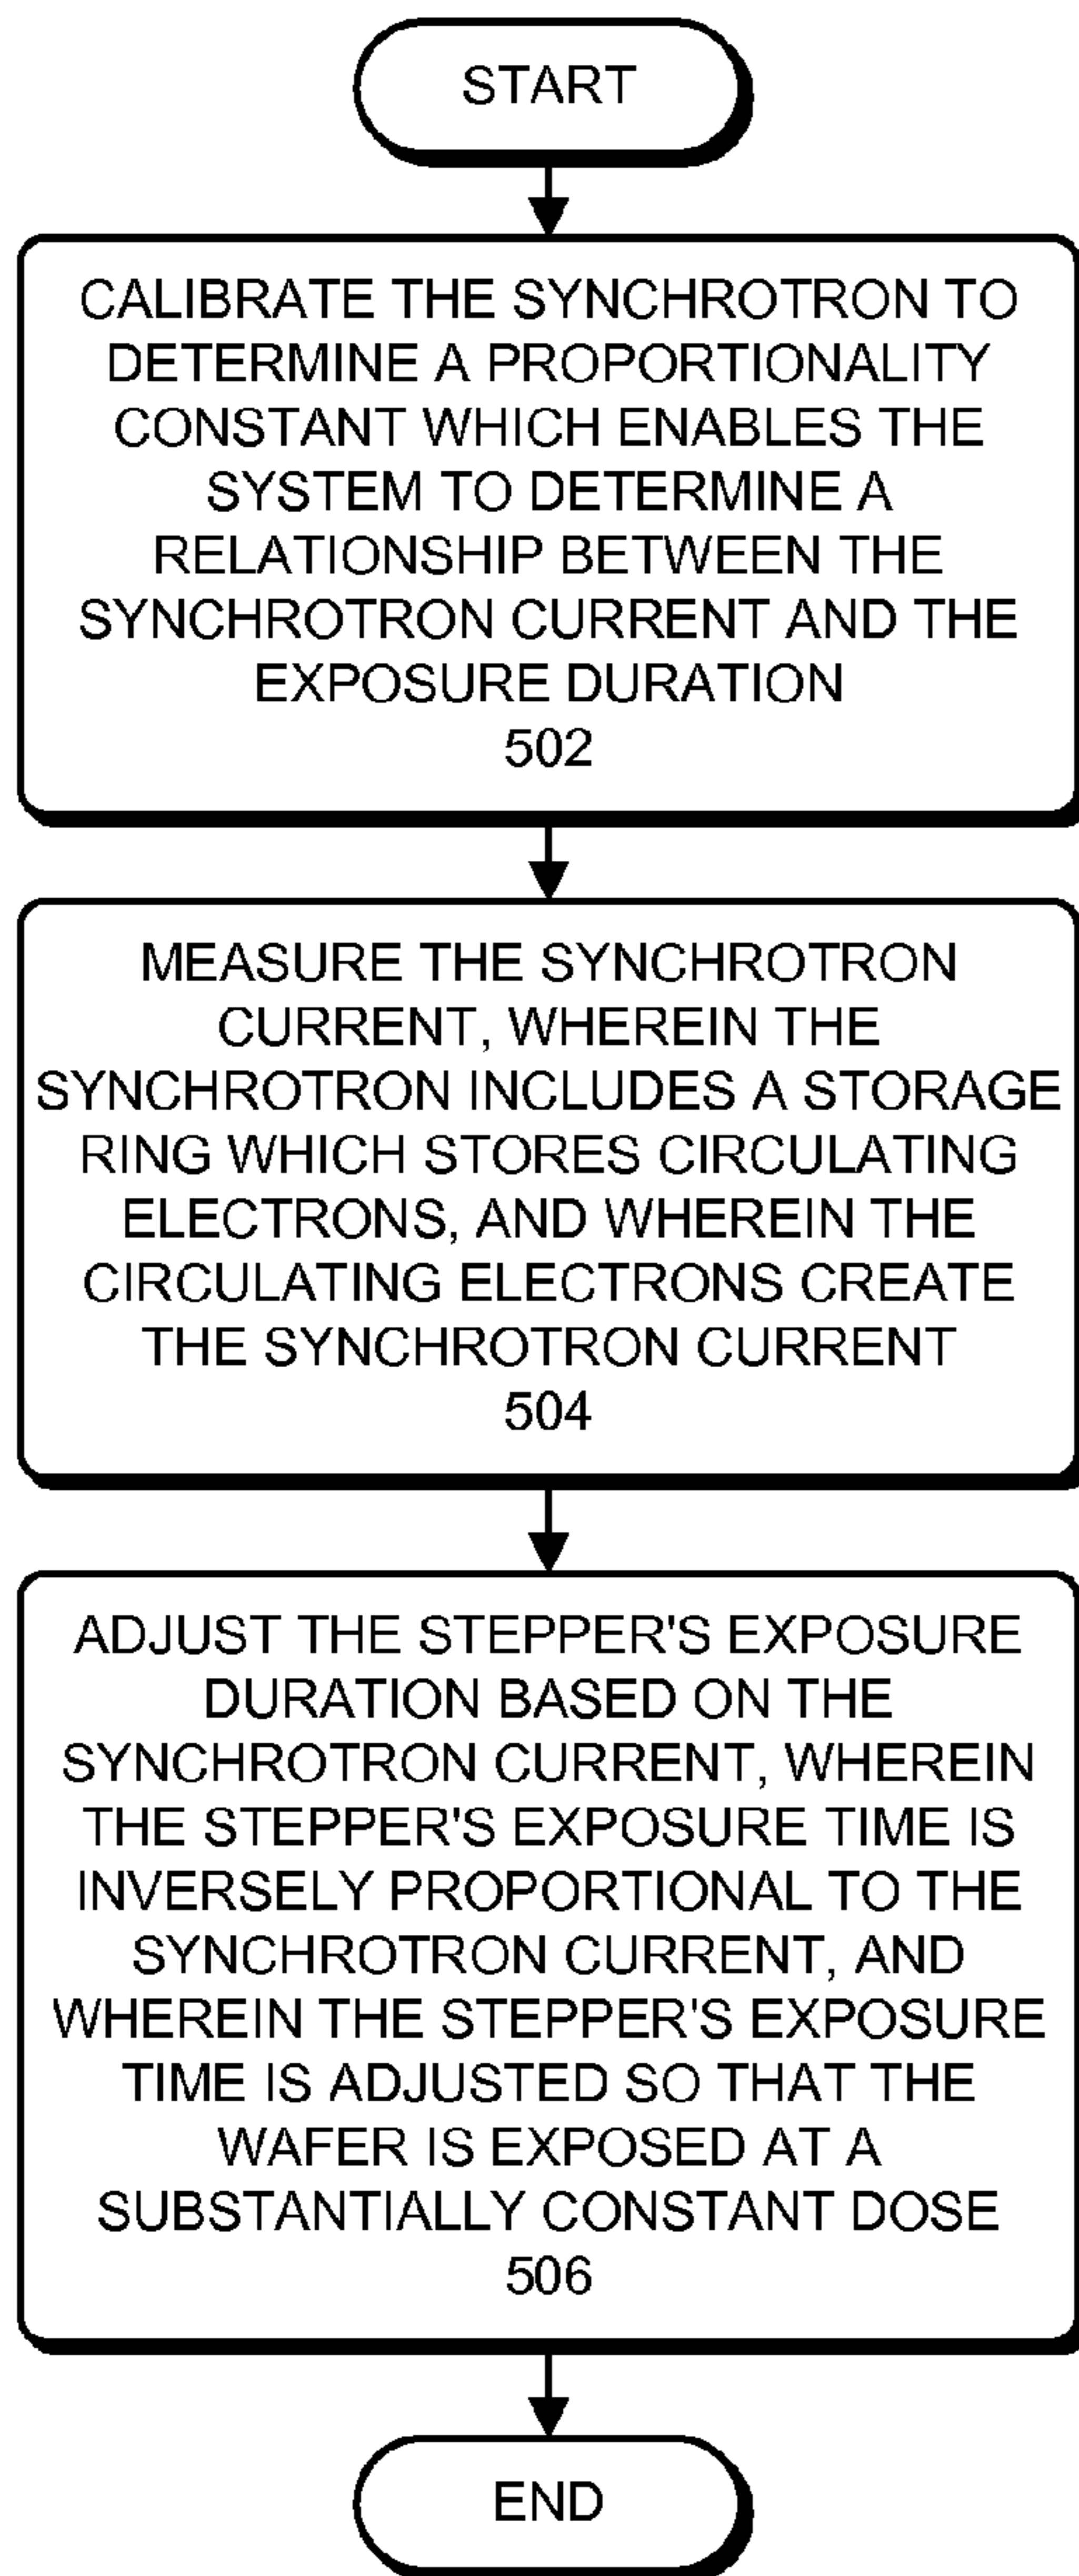 START
CALIBRATE THE SYNCHROTRON TO
DETERMINE A PROPORTIONALITY
CONSTANT WHICH ENABLES THE
SYSTEM TO DETERMINE A
RELATIONSHIP BETWEEN THE
SYNCHROTRON CURRENT AND THE
EXPOSURE DURATION
502
MEASURE THE SYNCHROTRON
CURRENT, WHEREIN THE
SYNCHROTRON INCLUDES A STORAGE
RING WHICH STORES CIRCULATING
ELECTRONS, AND WHEREIN THE
CIRCULATING ELECTRONS CREATE
THE SYNCHROTRON CURRENT
504
ADJUST THE STEPPER'S EXPOSURE
DURATION BASED ON THE
SYNCHROTRON CURRENT, WHEREIN
THE STEPPER'S EXPOSURE TIME IS
INVERSELY PROPORTIONAL TO THE
SYNCHROTRON CURRENT, AND
WHEREIN THE STEPPER'S EXPOSURE
TIME IS ADJUSTED SO THAT THE
WAFER IS EXPOSED AT A
SUBSTANTIALLY CONSTANT DOSE
506
END